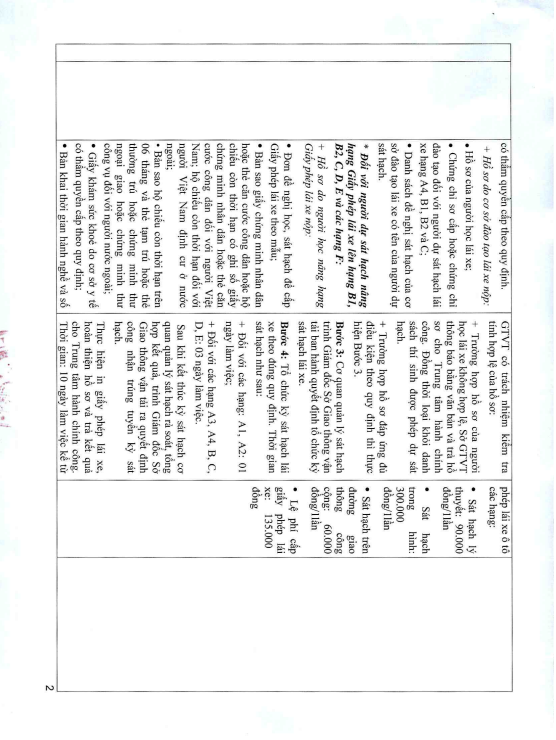 có thẩm quyền cấp theo quy định.
+ Hồ sơ do cơ sở đào tạo lái xe nộp:
• Hồ sơ của người học lái xe;
• Chứng chỉ sơ cấp hoặc chứng chỉ
đào tạo đối với người dự sát hạch lái
xe hạng A4, B1, B2 và C;
• Danh sách đề nghị sát hạch của cơ
sở đào tạo lái xe có tên của người dự
sát hạch.
* Đối với người dự sát hạch nâng
hạng Giấy phép lái xe lên hạng B1,
B2, C, D, E và các hạng F:
+ Hồ sơ do người học nâng hạng
Giấy phép lái xe nộp:
• Đơn đề nghị học, sát hạch để cấp
Giấy phép lái xe theo mẫu;
• Bản sao giấy chứng minh nhân dân
hoặc thẻ căn cước công dân hoặc hộ
chiếu còn thời hạn có ghi số giấy
chứng minh nhân dân hoặc thẻ căn
cước công dân đối với người Việt
Nam; hộ chiếu còn thời hạn đối với
người Việt Nam định cư ở nước
ngoài;
• Bản sao hộ chiếu còn thời hạn trên
06 tháng và thẻ tạm trú hoặc thẻ
thường trú hoặc chứng minh thư
ngoại giao hoặc chứng minh thư
công vụ đối với người nước ngoài;
• Giấy khám sức khoẻ do cơ sở y tế
có thẩm quyền cấp theo quy định;
• Bản khai thời gian hành nghề và số
GTVT có trách nhiệm kiểm tra
tính hợp lệ của hồ sơ:
+ Trường hợp hồ sơ của người
học lái xe không hợp lệ, Sở GTVT
thông báo bằng văn bản và trả hồ
sơ cho Trung tâm hành chính
công. Đồng thời loại khỏi danh
sách thí sinh được phép dự sát
hạch.
+ Trường hợp hồ sơ đáp ứng đủ
điều kiện theo quy định thì thực
hiện Bước 3.
Bước 3: Cơ quan quản lý sát hạch
trình Giám đốc Sở Giao thông vận
tải ban hành quyết định tổ chức kỳ
sát hạch lái xe.
Bước 4: Tổ chức kỳ sát hạch lái
xe theo đúng quy định. Thời gian
sát hạch như sau:
+ Đối với các hạng: A1, A2: 01
ngày làm việc;
+ Đối với các hạng A3, A4, B, C,
D, E: 03 ngày làm việc.
Sau khi kết thúc kỳ sát hạch cơ
quan quản lý sát hạch rà soát, tổng
hợp kết quả, trình Giám đốc Sở
Giao thông vận tải ra quyết định
công nhận trúng tuyển kỳ sát
hạch.
Thực hiện in giấy phép lái xe,
hoàn thiện hồ sơ và trả kết quả
cho Trung tâm hành chính công.
Thời gian: 10 ngày làm việc kể từ
phép lái xe ô tô
các hạng:
• Sát hạch lý
thuyết: 90.000
đồng/1lần
• Sát hạch
trong hình:
300.000
đồng/1lần
• Sát hạch trên
đường giao
thông công
cộng: 60.000
đồng/1lần
• Lệ phí cấp
giấy phép lái
xe: 135.000
đồng
2